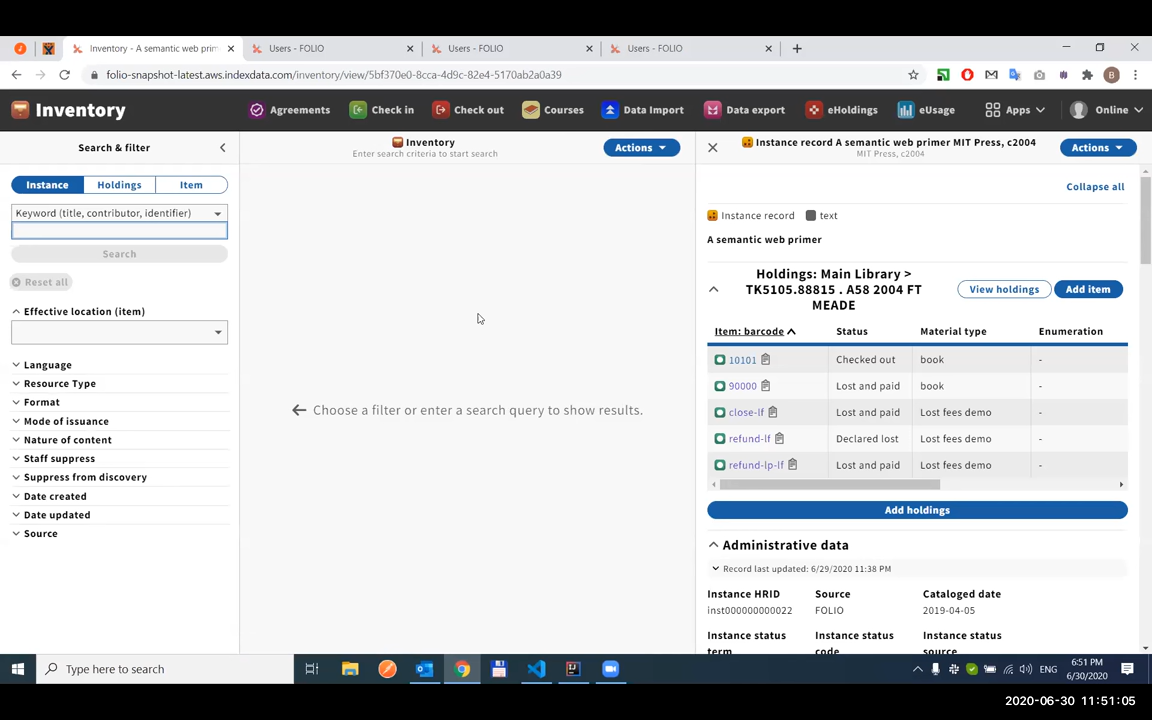 Inventory - A semantic web prim
Users - FOLIO
Users - FOLIO
Users - FOLIO
folio-snapshot-latest.aws.indexdata.com/inventory/view/5bf370e0-8cca-4d9c-82e4-5170ab2a0a39
B
Inventory
Agreements
Check in
Check out
Courses
Data Import
Data export
eHoldings
eUsage
Apps
Online
Search & filter
Inventory
Enter search criteria to start search
Actions
Instance record A semantic web primer MIT Press, c2004
MIT Press, c2004
Actions
Instance
Holdings
Item
Keyword (title, contributor, identifier)
Search
Reset all
Effective location (item)
Language
Resource Type
Format
Mode of issuance
Nature of content
Staff suppress
Suppress from discovery
Date created
Date updated
Source
Choose a filter or enter a search query to show results.
Collapse all
Instance record text
A semantic web primer
Holdings: Main Library >
TK5105.88815 . A58 2004 FT
MEADE
View holdings
Add item
Item: barcode Status Material type Enumeration
10101 Checked out book -
90000 Lost and paid book -
close-lf Lost and paid Lost fees demo -
refund-lf Declared lost Lost fees demo -
refund-lp-lf Lost and paid Lost fees demo -
Add holdings
Administrative data
Record last updated: 6/29/2020 11:38 PM
Instance HRID Source Cataloged date
inst000000000022 FOLIO 2019-04-05
Instance status Instance status Instance status
term code source
Type here to search
ENG
6:51 PM
6/30/2020
2020-06-30 11:51:05